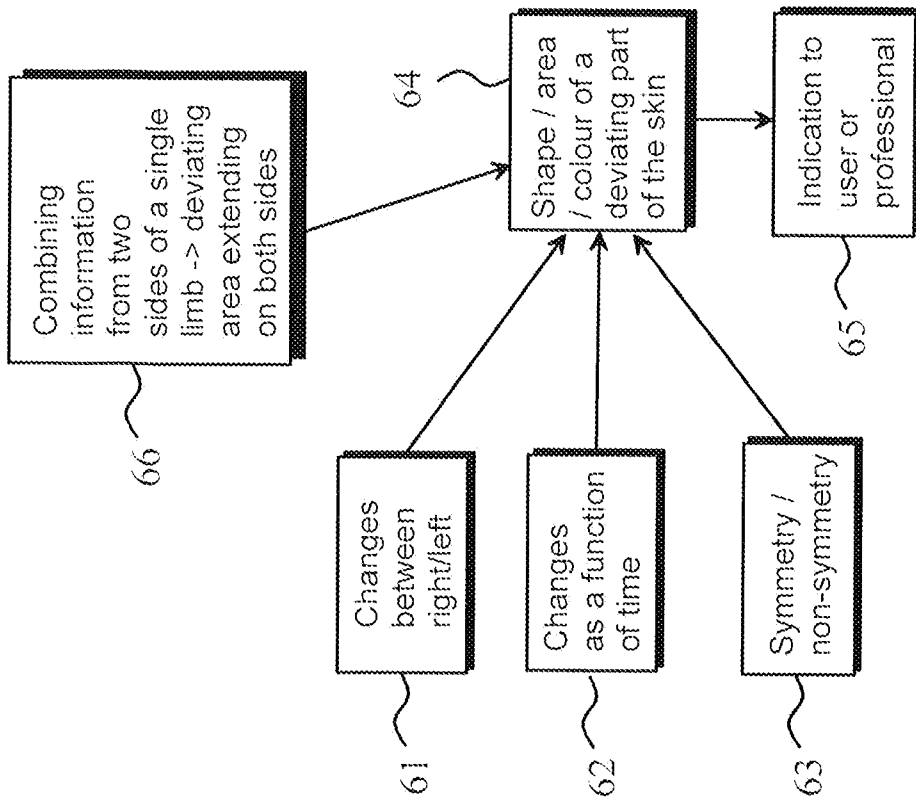 66
Combining
information
from two
sides of a single
limb -> deviating
area extending
on both sides
61
Changes
between
right/left
62
Changes
as a function
of time
63
Symmetry /
non-symmetry
64
Shape / area
/ colour of a
deviating part
of the skin
65
Indication to
user or
professional